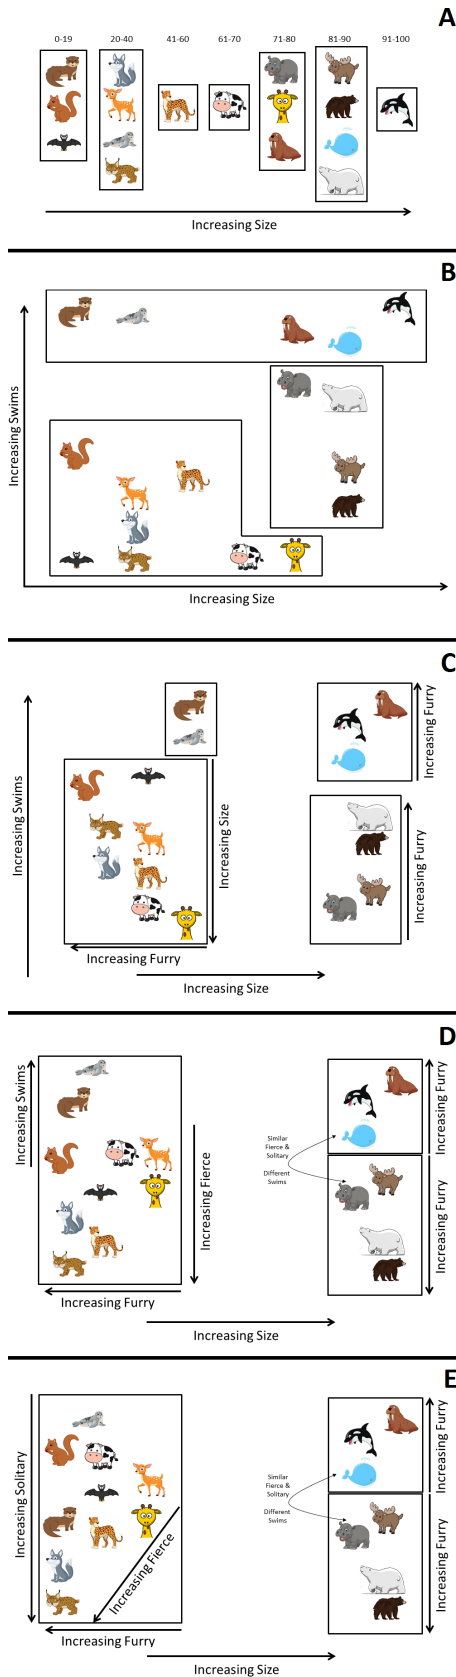 A
0-19 20-40 41-60 61-70 71-80 81-90 91-100
Increasing Size
B
Increasing Swims
Increasing Size
C
Increasing Swims
Increasing Size
Increasing Furry
Increasing Furry
Increasing Furry
Increasing Size
D
Increasing Swims
Increasing Fierce
Increasing Furry
Similar
Fierce &
Solitary
Different
Swims
Increasing Furry
Increasing Furry
Increasing Size
E
Increasing Solitary
Increasing Fierce
Increasing Furry
Similar
Fierce &
Solitary
Different
Swims
Increasing Furry
Increasing Furry
Increasing Size